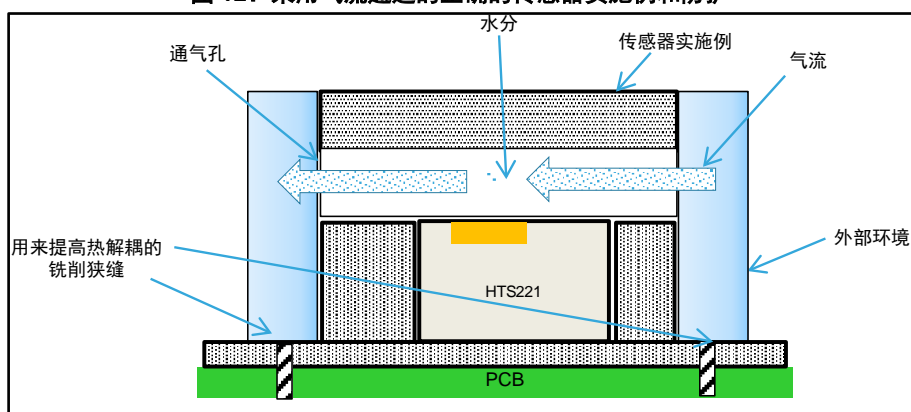 水分
传感器实施例
通气孔
气流
用来提高热解耦的
铣削狭缝
外部环境
HTS221
PCB